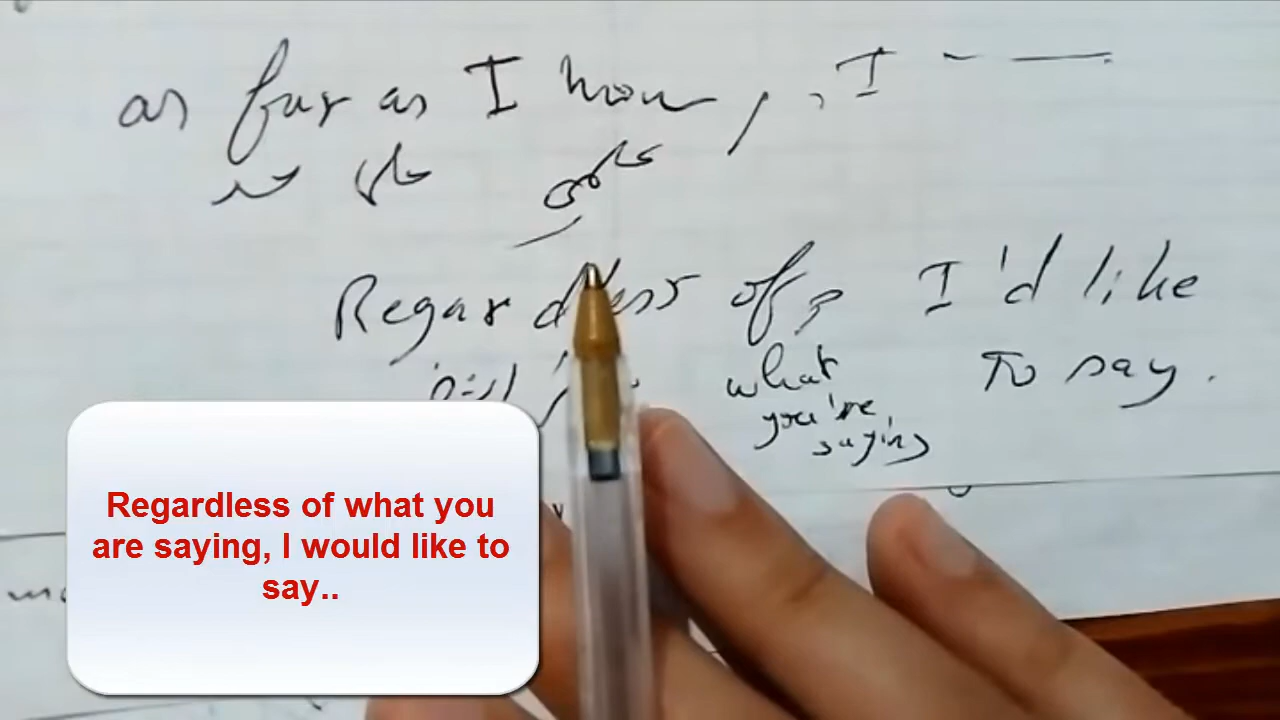 as far as I know, , I - —.
Regardless of, I'd like
what to say.
you're
saying
Regardless of what you
are saying, I would like to
say..